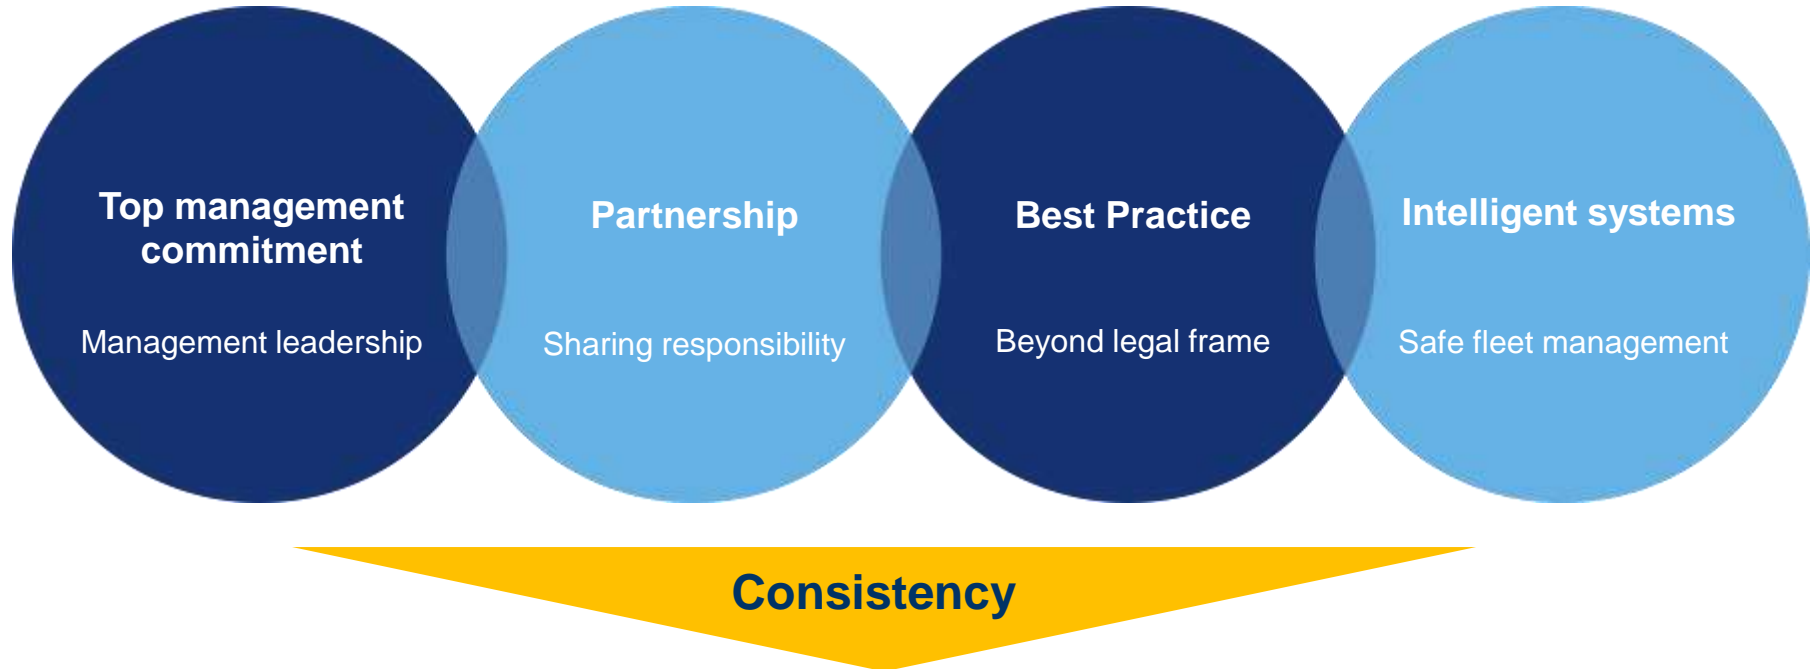 Top management
commitment
Management leadership
Partnership
Sharing responsibility
Best Practice
Beyond legal frame
Intelligent systems
Safe fleet management
Consistency